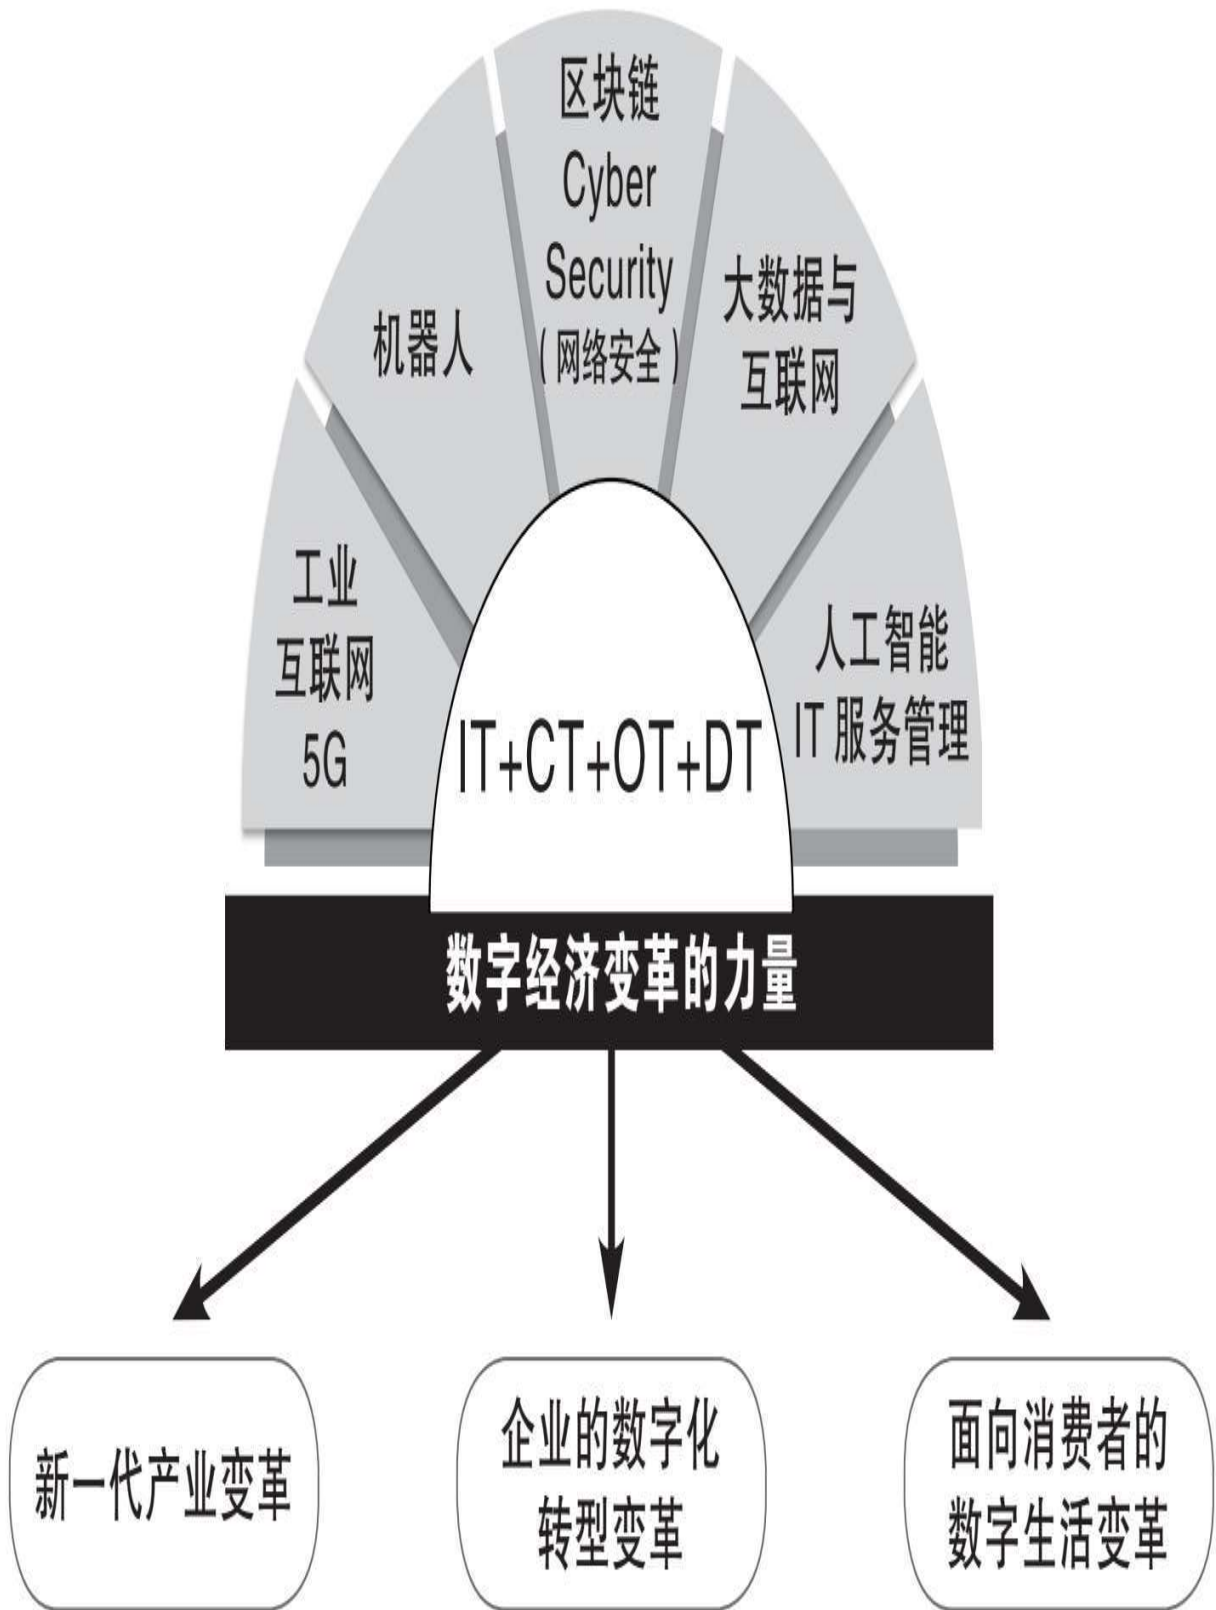 区块链
Cyber
Security
（网络安全）
机器人
大数据与
互联网
工业
互联网
5G
人工智能
IT 服务管理
IT+CT+OT+DT
数字经济变革的力量
新一代产业变革
企业的数字化
转型变革
面向消费者的
数字生活变革